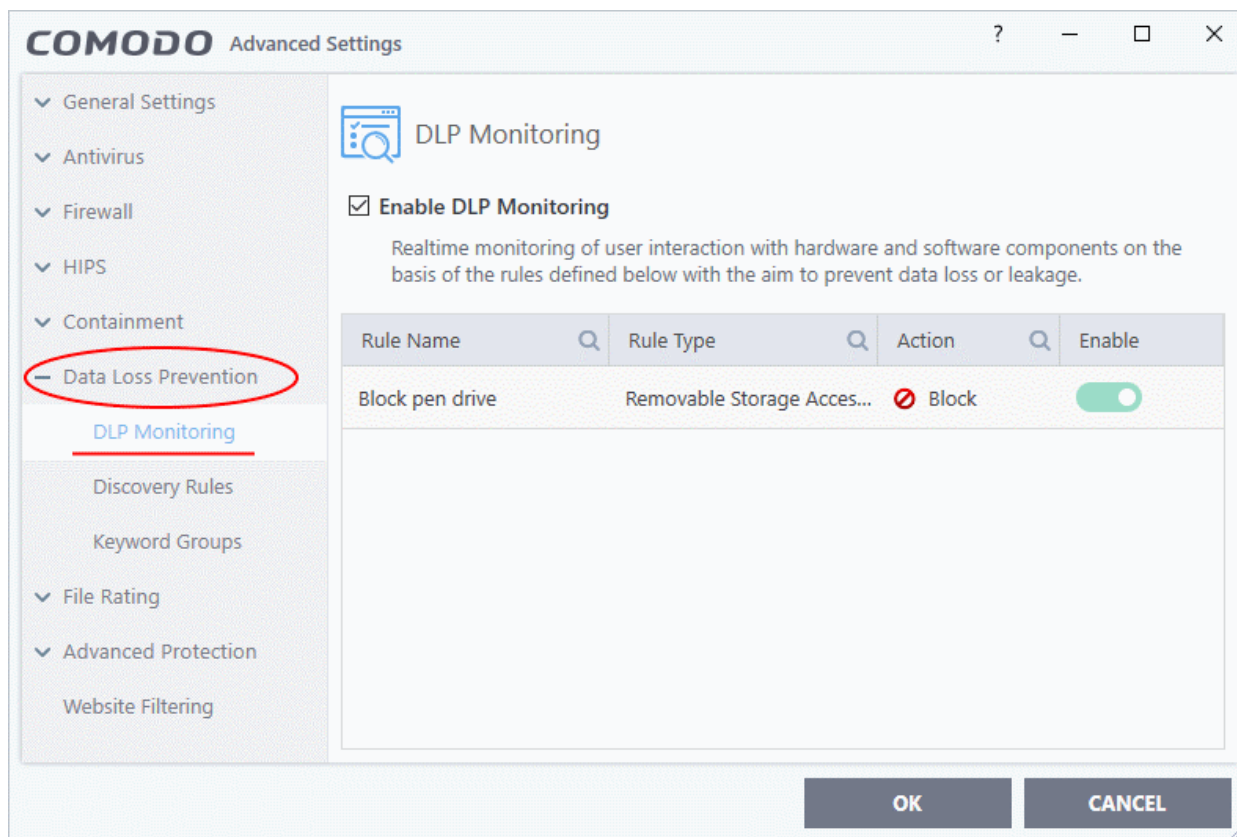 COMODO Advanced Settings ?
General Settings
Antivirus
Firewall
HIPS
Containment
Data Loss Prevention
DLP Monitoring
Discovery Rules
Keyword Groups
File Rating
Advanced Protection
Website Filtering
DLP Monitoring
Enable DLP Monitoring
Realtime monitoring of user interaction with hardware and software components on the
basis of the rules defined below with the aim to prevent data loss or leakage.
Rule Name Rule Type Action Enable
Block pen drive Removable Storage Acces... Block
OK CANCEL